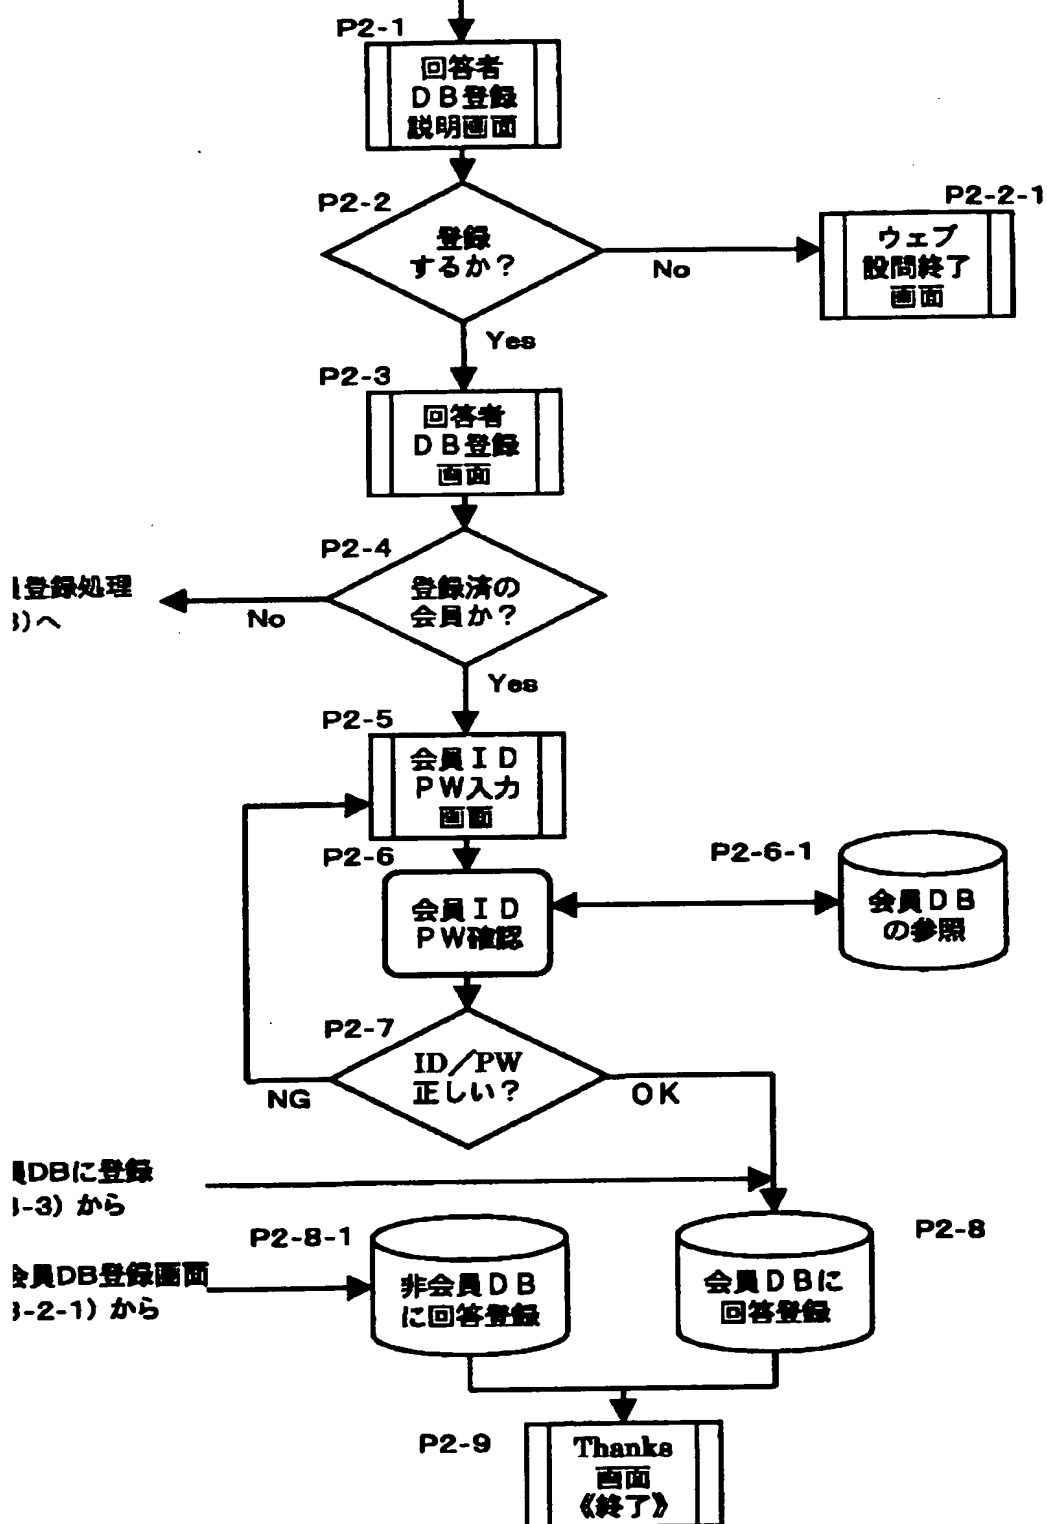 P2-1
回答者
ＤＢ登録
説明画面
P2-2
登録
するか？
No
P2-2-1
ウェブ
設問終了
画面
Yes
P2-3
回答者
ＤＢ登録
画面
P2-4
登録済の
会員か？
No
登録処理
)へ
Yes
P2-5
会員ＩＤ
ＰＷ入力
画面
P2-6
会員ＩＤ
ＰＷ確認
P2-6-1
会員ＤＢ
の参照
P2-7
ID／PW
正しい？
NG
OK
員DBに登録
-3）から
P2-8-1
非会員ＤＢ
に回答登録
会員DB登録画面
-2-1）から
P2-8
会員ＤＢに
回答登録
P2-9
Thanks
画面
《終了》